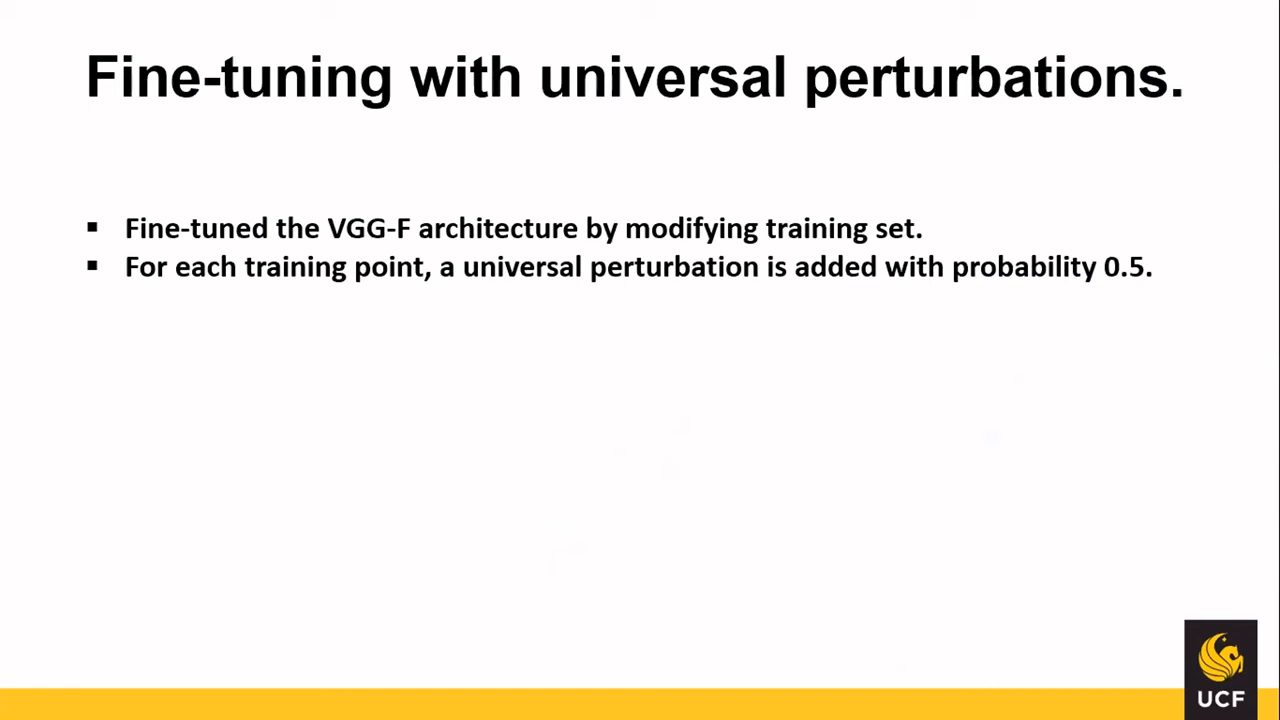 Fine-tuning with universal perturbations.
▪ Fine-tuned the VGG-F architecture by modifying training set.
▪ For each training point, a universal perturbation is added with probability 0.5.
UCF